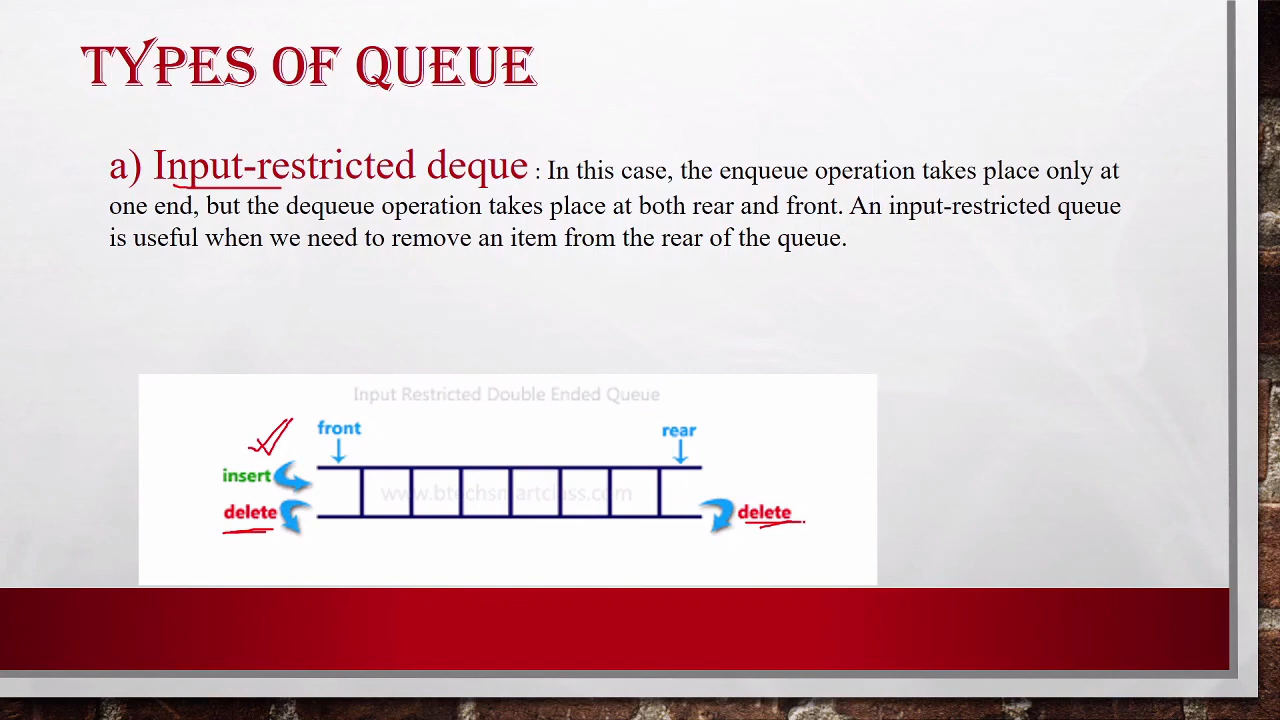 TYPES OF QUEUE
a) Input-restricted deque : In this case, the enqueue operation takes place only at
one end, but the dequeue operation takes place at both rear and front. An input-restricted queue
is useful when we need to remove an item from the rear of the queue.
Input Restricted Double Ended Queue
front rear
insert
www.btechsmartclass.com
delete delete